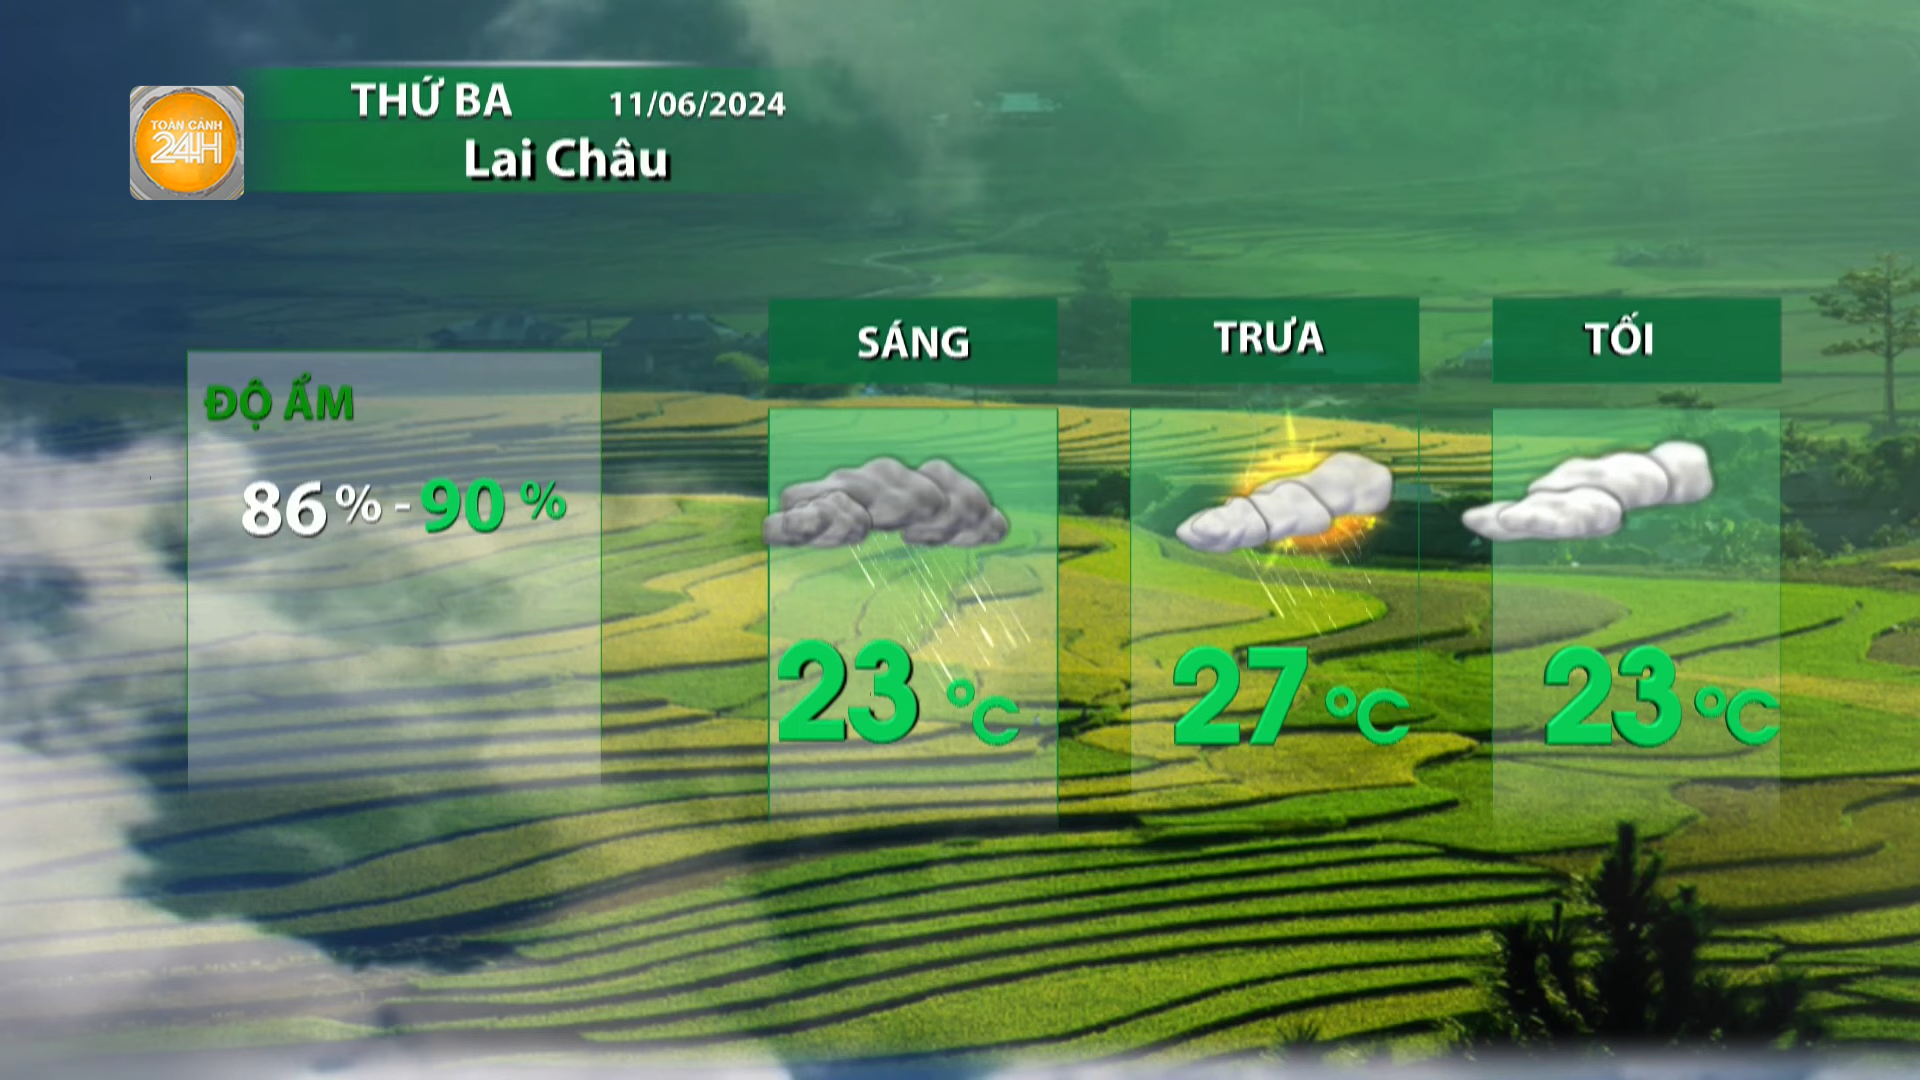 TOÀN CẢNH
24H
THỨ BA 11/06/2024
Lai Châu
ĐỘ ẨM
86% - 90 %
SÁNG
TRƯA
TỐI
23 °C
27 °C
23 °C